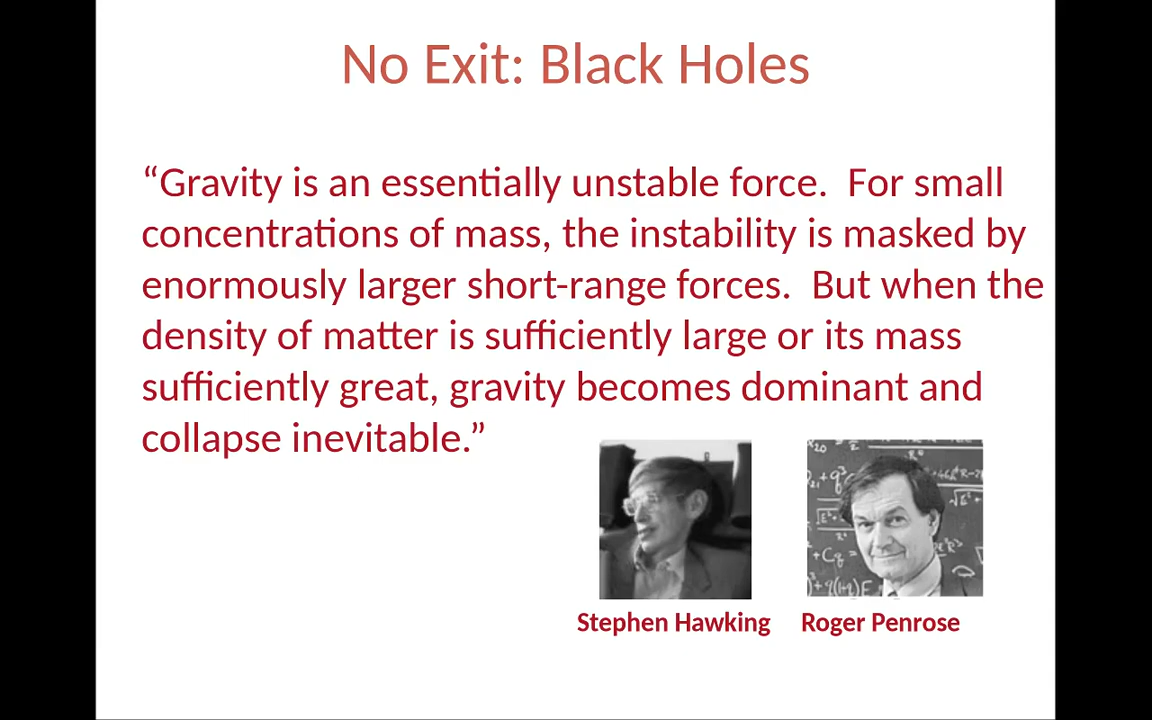 No Exit: Black Holes
“Gravity is an essentially unstable force.  For small
concentrations of mass, the instability is masked by
enormously larger short-range forces.  But when the
density of matter is sufficiently large or its mass
sufficiently great, gravity becomes dominant and
collapse inevitable.”
Stephen Hawking
Roger Penrose